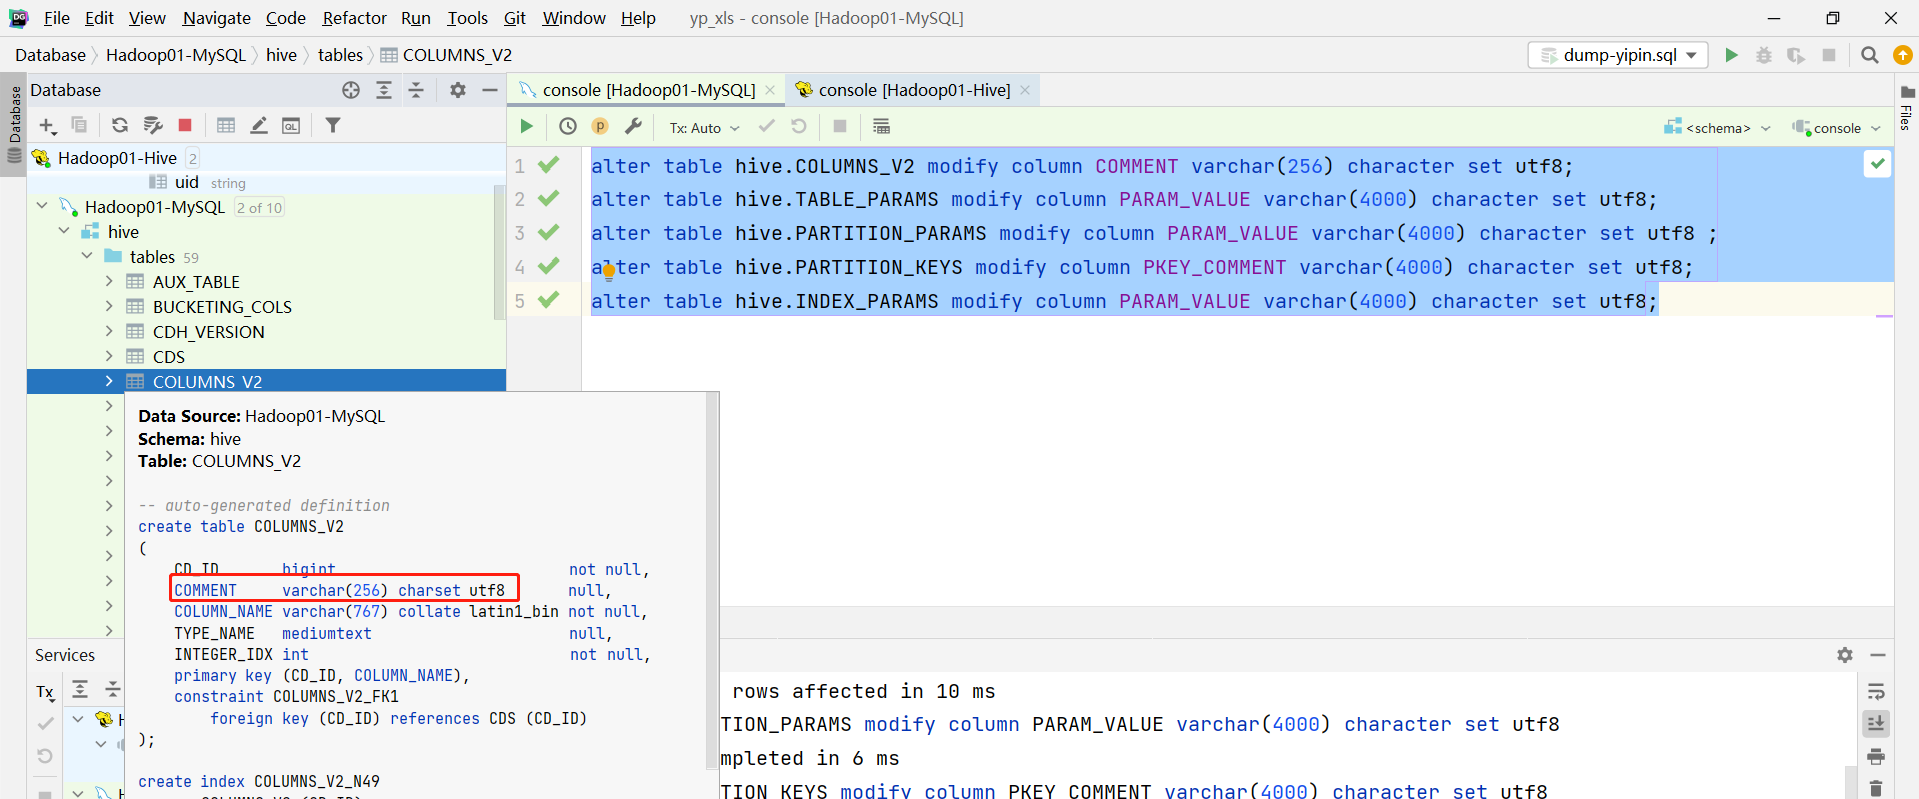 File Edit View Navigate Code Refactor Run Tools Git Window Help yp_xls - console [Hadoop01-MySQL]
Database Hadoop01-MySQL hive tables COLUMNS_V2 dump-yipin.sql
Database
Database
console [Hadoop01-MySQL]
console [Hadoop01-Hive]
Files
Tx: Auto
<schema>
console
Hadoop01-Hive 2
uid string
Hadoop01-MySQL 2 of 10
hive
tables 59
AUX_TABLE
BUCKETING_COLS
CDH_VERSION
CDS
COLUMNS_V2
1 alter table hive.COLUMNS_V2 modify column COMMENT varchar(256) character set utf8;
2 alter table hive.TABLE_PARAMS modify column PARAM_VALUE varchar(4000) character set utf8;
3 alter table hive.PARTITION_PARAMS modify column PARAM_VALUE varchar(4000) character set utf8 ;
4 alter table hive.PARTITION_KEYS modify column PKEY_COMMENT varchar(4000) character set utf8;
5 alter table hive.INDEX_PARAMS modify column PARAM_VALUE varchar(4000) character set utf8;
Data Source: Hadoop01-MySQL
Schema: hive
Table: COLUMNS_V2
-- auto-generated definition
create table COLUMNS_V2
(
CD_ID bigint not null,
COMMENT varchar(256) charset utf8 null,
COLUMN_NAME varchar(767) collate latin1_bin not null,
TYPE_NAME mediumtext null,
INTEGER_IDX int not null,
primary key (CD_ID, COLUMN_NAME),
constraint COLUMNS_V2_FK1
foreign key (CD_ID) references CDS (CD_ID)
);
create index COLUMNS_V2_N49
Services
Tx
rows affected in 10 ms
TION_PARAMS modify column PARAM_VALUE varchar(4000) character set utf8
mpleted in 6 ms
TION_KEYS modify column PKEY_COMMENT varchar(4000) character set utf8